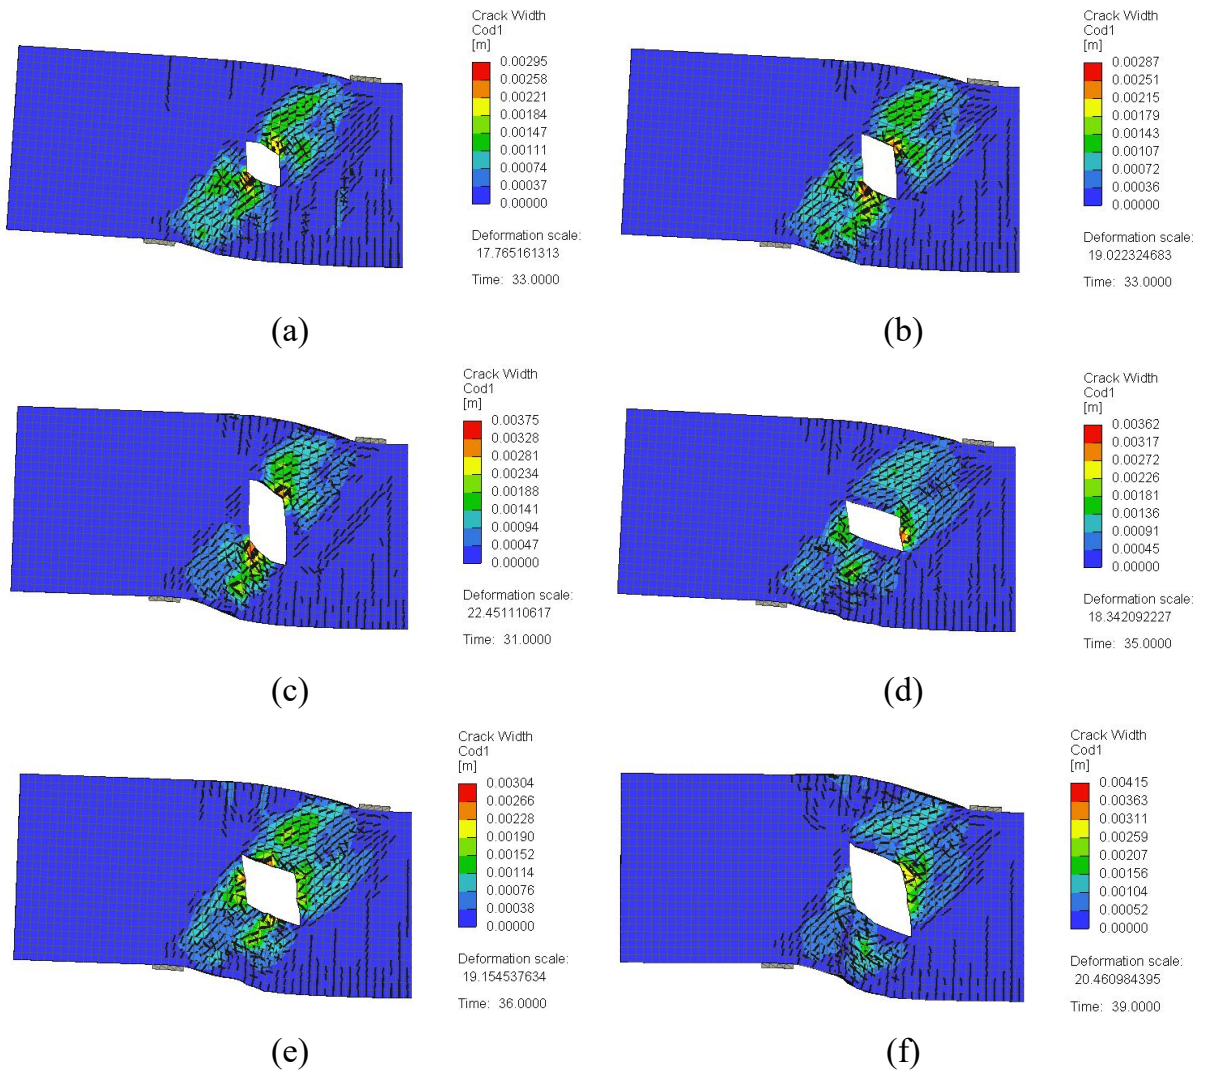 Crack Width
Cod1
[m]
0.00295
0.00258
0.00221
0.00184
0.00147
0.00111
0.00074
0.00037
0.00000
Deformation scale:
17.765161313
Time: 33.0000
(a)
Crack Width
Cod1
[m]
0.00287
0.00251
0.00215
0.00179
0.00143
0.00107
0.00072
0.00036
0.00000
Deformation scale:
19.022324683
Time: 33.0000
(b)
Crack Width
Cod1
[m]
0.00375
0.00328
0.00281
0.00234
0.00188
0.00141
0.00094
0.00047
0.00000
Deformation scale:
22.451110617
Time: 31.0000
(c)
Crack Width
Cod1
[m]
0.00362
0.00317
0.00272
0.00226
0.00181
0.00136
0.00091
0.00045
0.00000
Deformation scale:
18.342092227
Time: 35.0000
(d)
Crack Width
Cod1
[m]
0.00304
0.00266
0.00228
0.00190
0.00152
0.00114
0.00076
0.00038
0.00000
Deformation scale:
19.154537634
Time: 36.0000
(e)
Crack Width
Cod1
[m]
0.00415
0.00363
0.00311
0.00259
0.00207
0.00156
0.00104
0.00052
0.00000
Deformation scale:
20.460984395
Time: 39.0000
(f)